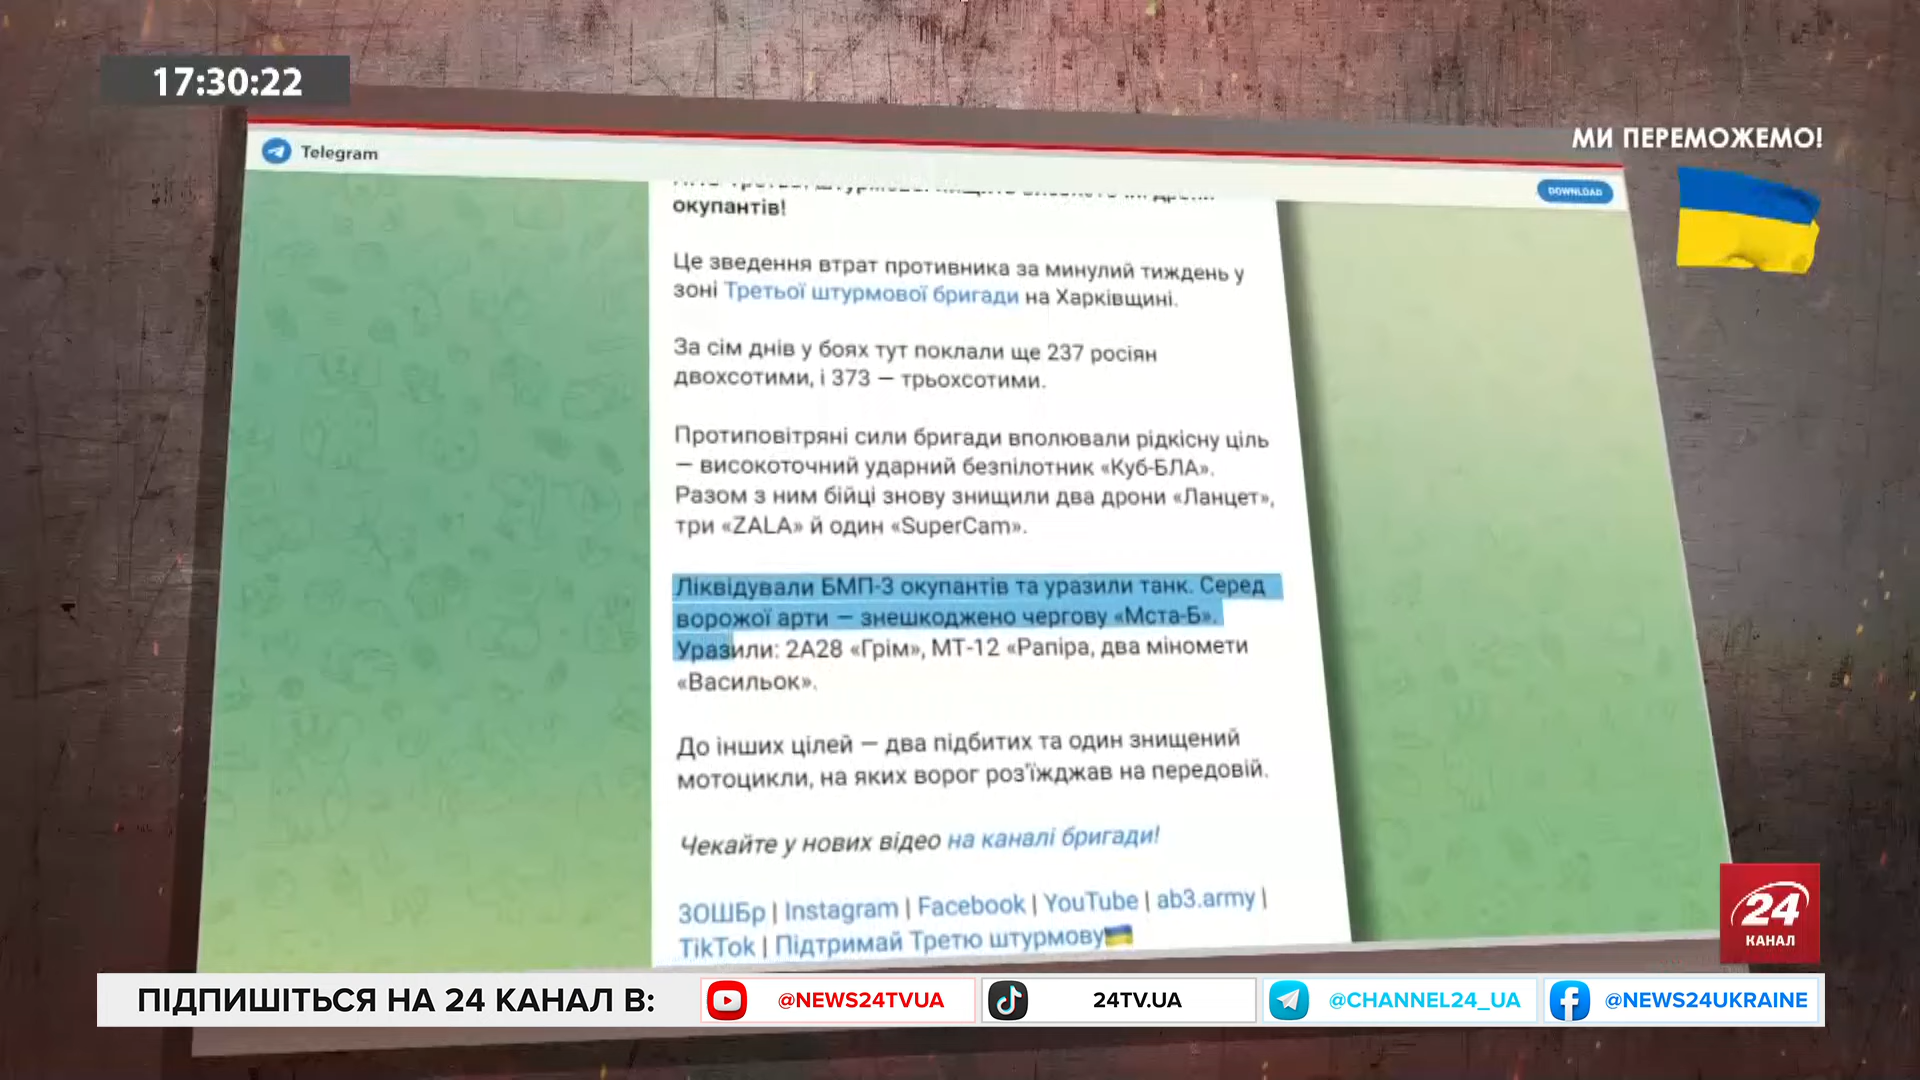 17:30:22
МИ ПЕРЕМОЖЕМО!
Telegram
DOWNLOAD
окупантів!
Це зведення втрат противника за минулий тиждень у
зоні Третьої штурмової бригади на Харківщині.
За сім днів у боях тут поклали ще 237 росіян
двохсотими, і 373 — трьохсотими.
Протиповітряні сили бригади вполювали рідкісну ціль
— високоточний ударний безпілотник «Куб-БЛА».
Разом з ним бійці знову знищили два дрони «Ланцет»,
три «ZALA» й один «SuperCam».
Ліквідували БМП-3 окупантів та уразили танк. Серед
ворожої арти — знешкоджено чергову «Мста-Б».
Уразили: 2А28 «Грім», МТ-12 «Рапіра, два міномети
«Васильок».
До інших цілей — два підбитих та один знищений
мотоцикли, на яких ворог роз'їжджав на передовій.
Чекайте у нових відео на каналі бригади!
ЗОШБр | Instagram | Facebook | YouTube | ab3.army |
TikTok | Підтримай Третю штурмову
24
КАНАЛ
ПІДПИШІТЬСЯ НА 24 КАНАЛ В:
@NEWS24TVUA
24TV.UA
@CHANNEL24_UA
@NEWS24UKRAINE